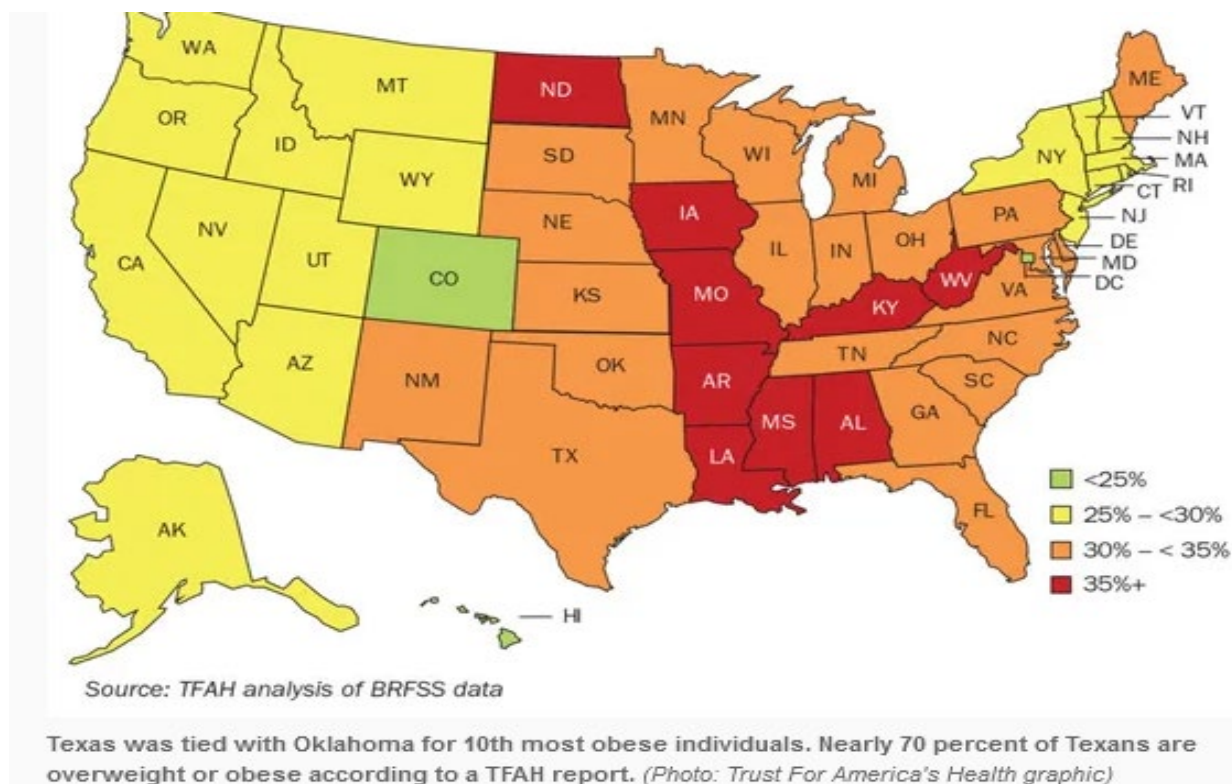 WA
MT
ND
MN
ME
VT
OR
NH
ID
SD
WI
NY
MA
WY
MI
RI
CT
IA
PA
NE
NJ
NV
OH
IL
IN
DE
UT
MD
CA
CO
WV
DC
KS
MO
VA
KY
NC
AZ
TN
OK
NM
AR
SC
GA
MS
AL
TX
LA
<25%
FL
25% – <30%
AK
30% – < 35%
35%+
HI
Source: TFAH analysis of BRFSS data
Texas was tied with Oklahoma for 10th most obese individuals. Nearly 70 percent of Texans are
overweight or obese according to a TFAH report. (Photo: Trust For America's Health graphic)